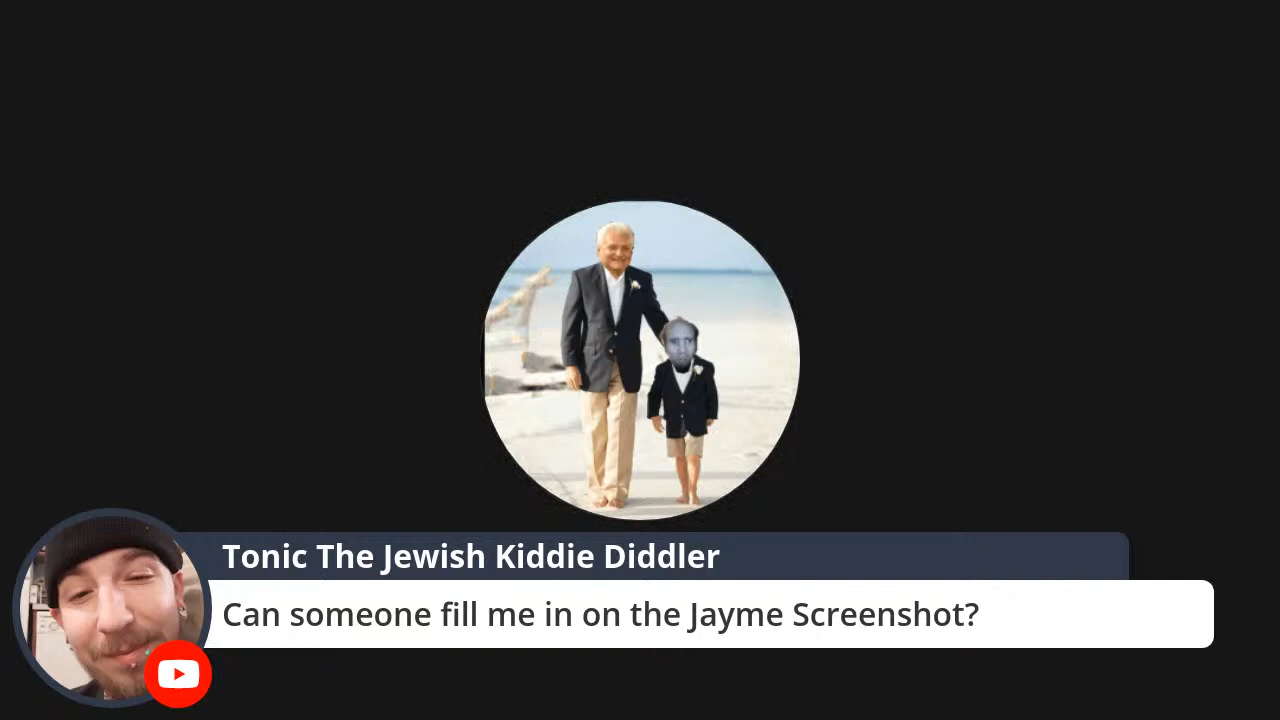 Tonic The Jewish Kiddie Diddler
Can someone fill me in on the Jayme Screenshot?